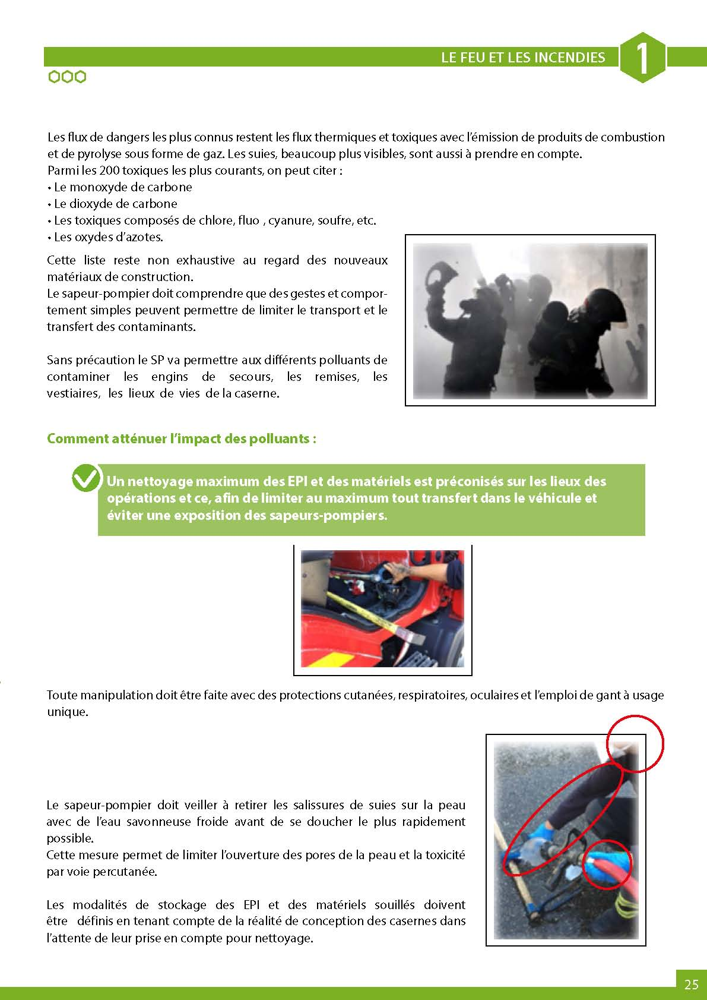 LE FEU ET LES INCENDIES
1
Les flux de dangers les plus connus restent les flux thermiques et toxiques avec l’émission de produits de combustion
et de pyrolyse sous forme de gaz. Les suies, beaucoup plus visibles, sont aussi à prendre en compte.
Parmi les 200 toxiques les plus courants, on peut citer :
• Le monoxyde de carbone
• Le dioxyde de carbone
• Les toxiques composés de chlore, fluo , cyanure, soufre, etc.
• Les oxydes d’azotes.
Cette liste reste non exhaustive au regard des nouveaux
matériaux de construction.
Le sapeur-pompier doit comprendre que des gestes et compor-
tement simples peuvent permettre de limiter le transport et le
transfert des contaminants.
Sans précaution le SP va permettre aux différents polluants de
contaminer les engins de secours, les remises, les
vestiaires, les lieux de vies de la caserne.
Comment atténuer l’impact des polluants :
Un nettoyage maximum des EPI et des matériels est préconisés sur les lieux des
opérations et ce, afin de limiter au maximum tout transfert dans le véhicule et
éviter une exposition des sapeurs-pompiers.
Toute manipulation doit être faite avec des protections cutanées, respiratoires, oculaires et l’emploi de gant à usage
unique.
Le sapeur-pompier doit veiller à retirer les salissures de suies sur la peau
avec de l’eau savonneuse froide avant de se doucher le plus rapidement
possible.
Cette mesure permet de limiter l’ouverture des pores de la peau et la toxicité
par voie percutanée.
Les modalités de stockage des EPI et des matériels souillés doivent
être définis en tenant compte de la réalité de conception des casernes dans
l’attente de leur prise en compte pour nettoyage.
25